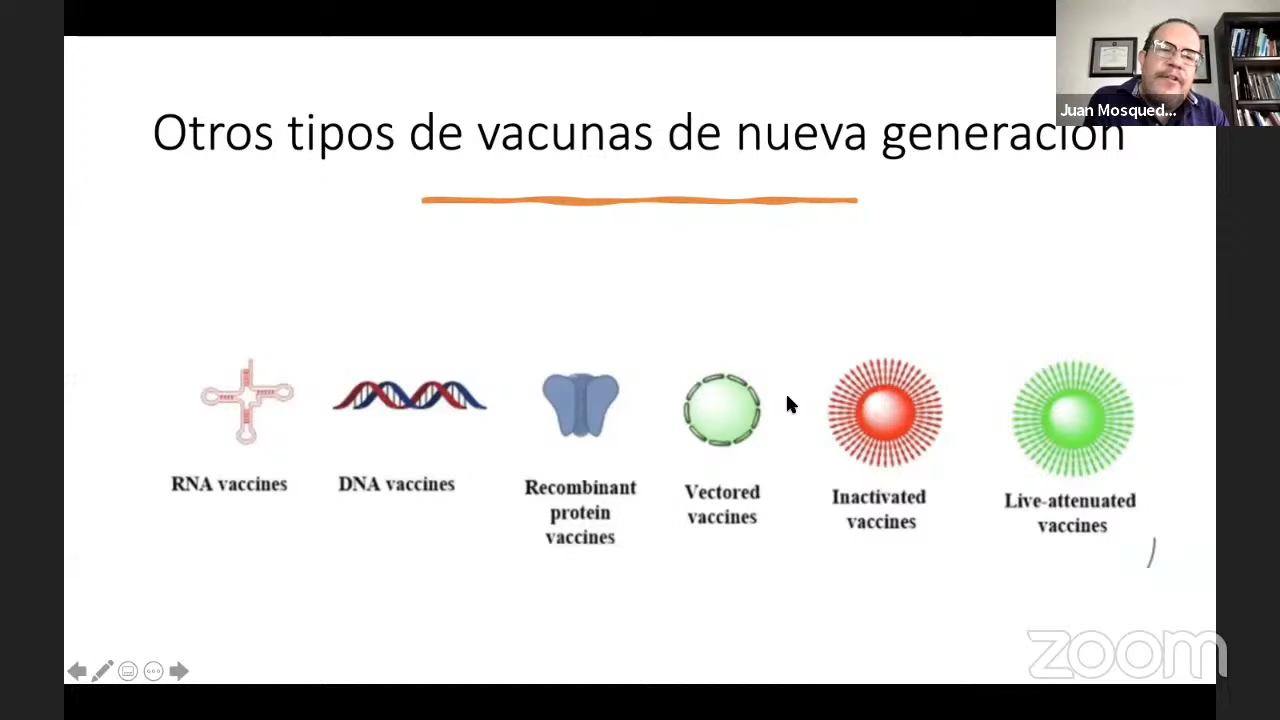 Juan Mosqued...
Otros tipos de vacunas de nueva generación
RNA vaccines
DNA vaccines
Recombinant
protein
vaccines
Vectored
vaccines
Inactivated
vaccines
Live-attenuated
vaccines
zoom